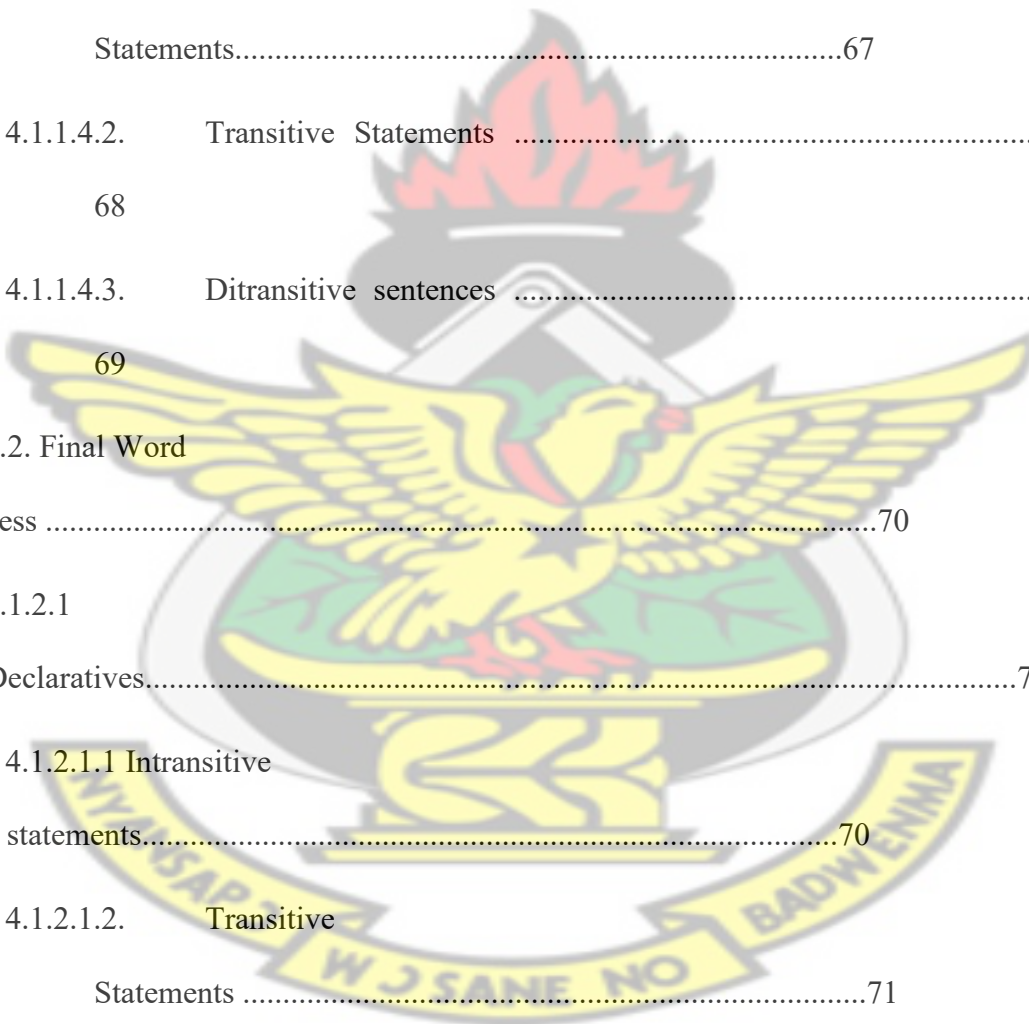 Statements..........................................................................67
4.1.1.4.2. Transitive Statements ..........................................................
68
4.1.1.4.3. Ditransitive sentences ..........................................................
69
.2. Final Word
ess ...................................................................................70
.1.2.1
Declaratives.......................................................................................7
4.1.2.1.1 Intransitive
statements.....................................................................70
4.1.2.1.2. Transitive
Statements ..............................................................71
NYANSAPƆ
WƆSANE NO
BADWENMA